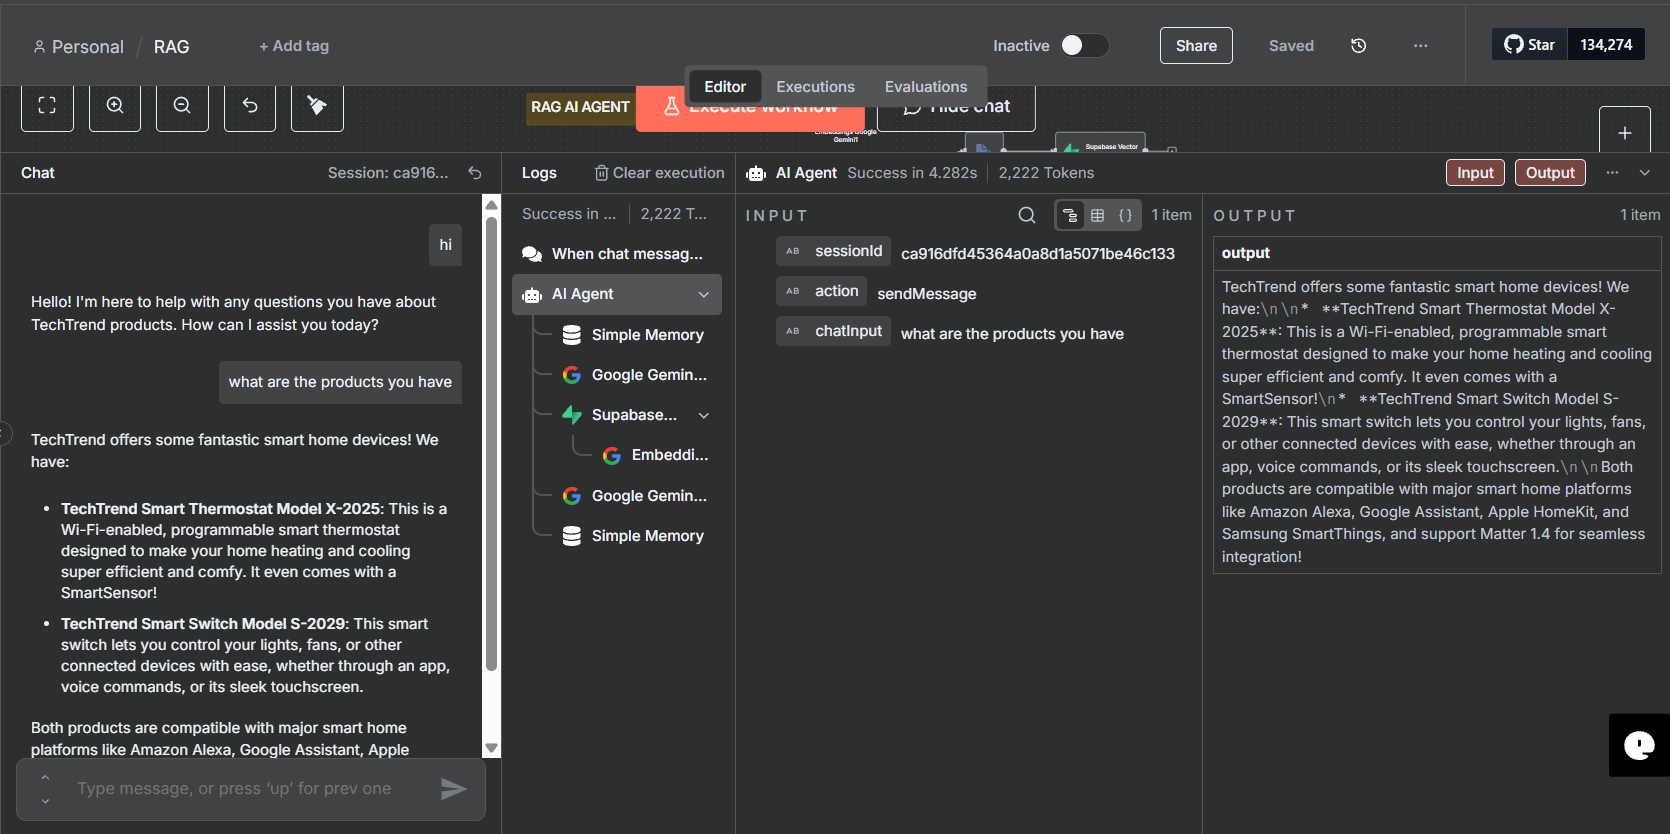 Personal / RAG + Add tag
Inactive Share Saved Star 134,274
Editor Executions Evaluations
RAG AI AGENT Execute workflow Hide chat
Embeddings Google
Gemini1
Supabase Vector
Chat Session: ca916...
hi
Hello! I'm here to help with any questions you have about
TechTrend products. How can I assist you today?
what are the products you have
TechTrend offers some fantastic smart home devices! We
have:
• TechTrend Smart Thermostat Model X-2025: This is a
Wi-Fi-enabled, programmable smart thermostat
designed to make your home heating and cooling
super efficient and comfy. It even comes with a
SmartSensor!
• TechTrend Smart Switch Model S-2029: This smart
switch lets you control your lights, fans, or other
connected devices with ease, whether through an app,
voice commands, or its sleek touchscreen.
Both products are compatible with major smart home
platforms like Amazon Alexa, Google Assistant, Apple
Type message, or press ‘up’ for prev one
Logs Clear execution
Success in ... 2,222 T...
When chat messag...
AI Agent
Simple Memory
Google Gemin...
Supabase...
Embeddi...
Google Gemin...
Simple Memory
AI Agent Success in 4.282s 2,222 Tokens
Input Output
INPUT 1 item
AB sessionId ca916dfd45364a0a8d1a5071be46c133
AB action sendMessage
AB chatInput what are the products you have
OUTPUT 1 item
output
TechTrend offers some fantastic smart home devices! We
have:\n\n* **TechTrend Smart Thermostat Model X-
2025**: This is a Wi-Fi-enabled, programmable smart
thermostat designed to make your home heating and cooling
super efficient and comfy. It even comes with a
SmartSensor!\n* **TechTrend Smart Switch Model S-
2029**: This smart switch lets you control your lights, fans,
or other connected devices with ease, whether through an
app, voice commands, or its sleek touchscreen.\n\nBoth
products are compatible with major smart home platforms
like Amazon Alexa, Google Assistant, Apple HomeKit, and
Samsung SmartThings, and support Matter 1.4 for seamless
integration!